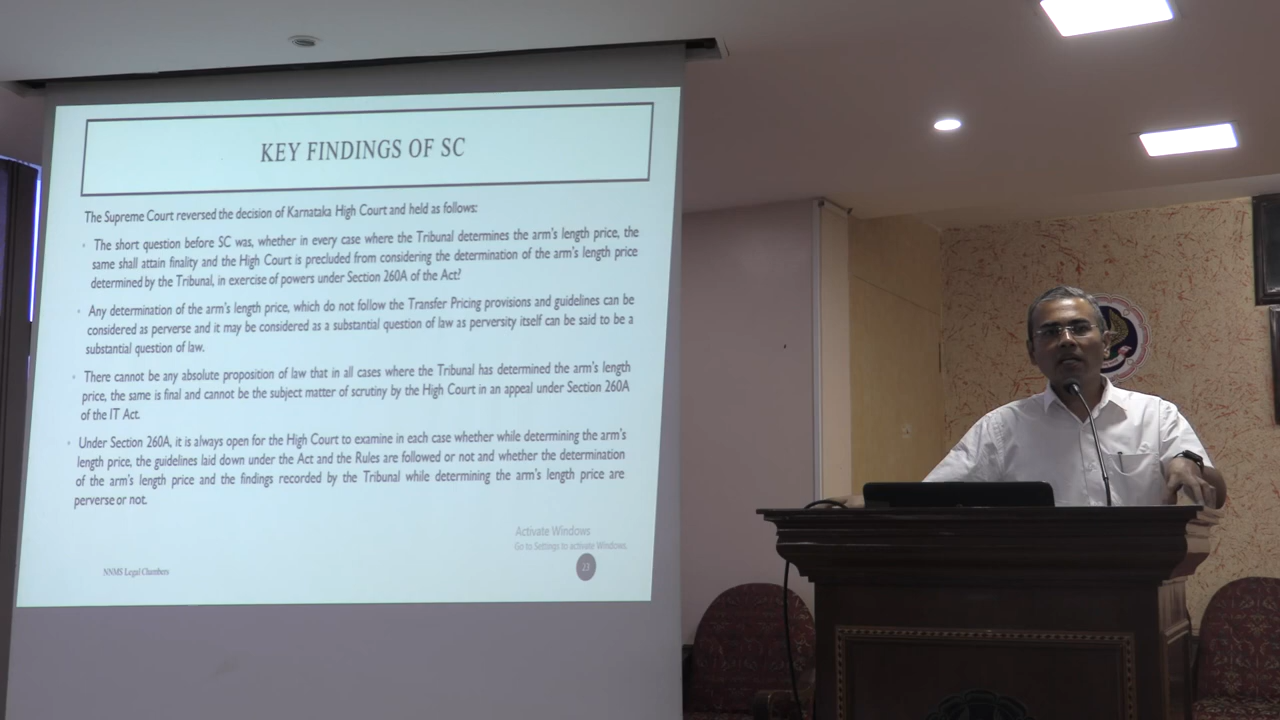 KEY FINDINGS OF SC
The Supreme Court reversed the decision of Karnataka High Court and held as follows:
• The short question before SC was, whether in every case where the Tribunal determines the arm's length price, the
same shall attain finality and the High Court is precluded from considering the determination of the arm's length price
determined by the Tribunal, in exercise of powers under Section 260A of the Act?
• Any determination of the arm's length price, which do not follow the Transfer Pricing provisions and guidelines can be
considered as perverse and it may be considered as a substantial question of law as perversity itself can be said to be a
substantial question of law.
• There cannot be any absolute proposition of law that in all cases where the Tribunal has determined the arm's length
price, the same is final and cannot be the subject matter of scrutiny by the High Court in an appeal under Section 260A
of the IT Act.
• Under Section 260A, it is always open for the High Court to examine in each case whether while determining the arm's
length price, the guidelines laid down under the Act and the Rules are followed or not and whether the determination
of the arm's length price and the findings recorded by the Tribunal while determining the arm's length price are
perverse or not.
Activate Windows
Go to Settings to activate Windows.
NNMS Legal Chambers
23